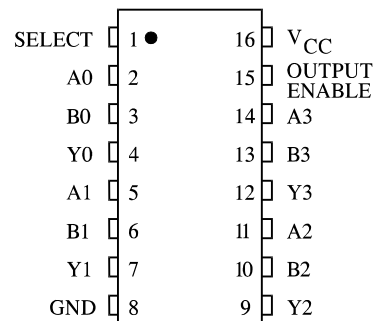 SELECT 1 16 VCC
A0 2 15 OUTPUT ENABLE
B0 3 14 A3
Y0 4 13 B3
A1 5 12 Y3
B1 6 11 A2
Y1 7 10 B2
GND 8 9 Y2